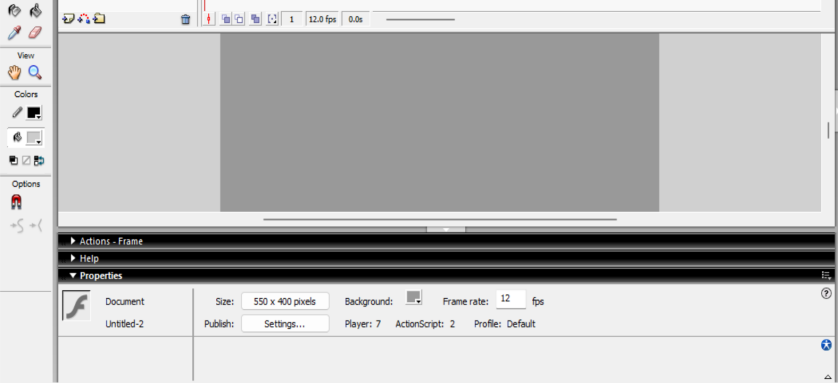 1 12.0 fps 0.0s
View
Colors
Options
Actions - Frame
Help
Properties
Document Size: 550 x 400 pixels Background: Frame rate: 12 fps
Untitled-2 Publish: Settings... Player: 7 ActionScript: 2 Profile: Default